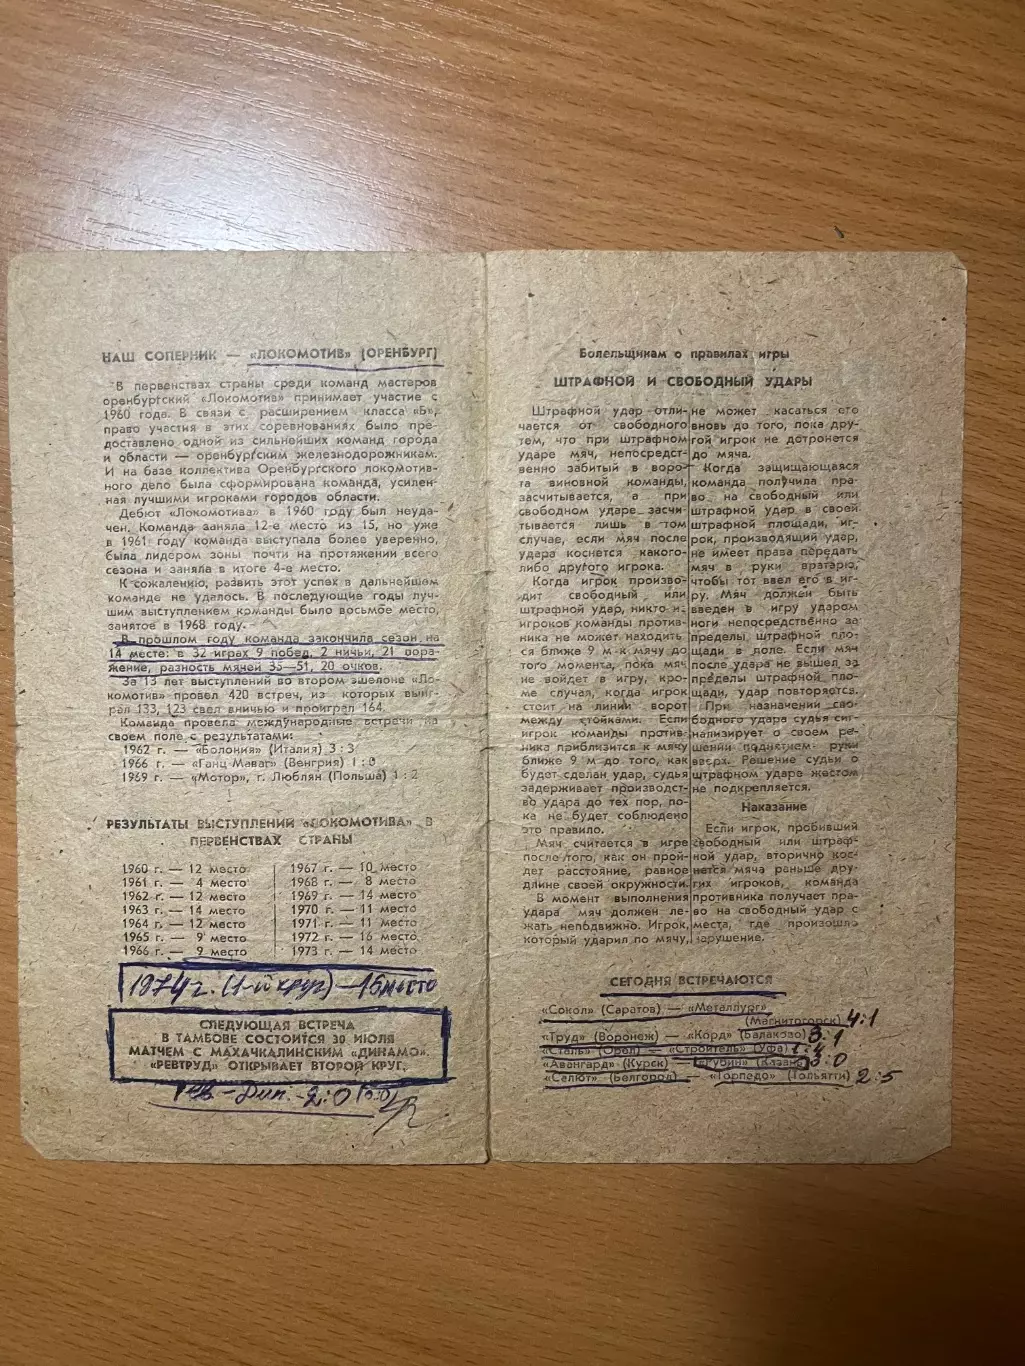 НАШ СОПЕРНИК — «ЛОКОМОТИВ» (ОРЕНБУРГ)
В первенствах страны среди команд мастеров
оренбургский «Локомотив» принимает участие с
1960 года. В связи с расширением класса «Б»,
право участия в этих соревнованиях было пре-
доставлено одной из сильнейших команд города
и области — оренбургским железнодорожникам.
И на базе коллектива Оренбургского локомотив-
ного депо была сформирована команда, усилен-
ная лучшими игроками городов области.
Дебют «Локомотива» в 1960 году был неуда-
чен. Команда заняла 12-е место из 15, но уже
в 1961 году команда выступала более уверенно,
была лидером зоны почти на протяжении всего
сезона и заняла в итоге 4-е место.
К сожалению, развить этот успех в дальнейшем
команде не удалось. В последующие годы луч-
шим выступлением команды было восьмое место,
занятое в 1968 году.
В прошлом году команда закончила сезон на
14 месте: в 32 играх 9 побед, 2 ничьи, 21 пора-
жение, разность мячей 35—51, 20 очков.
За 13 лет выступлений во втором эшелоне «Ло-
комотив» провел 420 встреч, из которых выиг-
рал 133, 123 свел вничью и проиграл 164.
Команда провела международные встречи на
своем поле с результатами:
1962 г. — «Болония» (Италия) 3 : 3
1966 г. — «Ганц-Маваг» (Венгрия) 1 : 0
1969 г. — «Мотор», г. Люблян (Польша) 1 : 2
РЕЗУЛЬТАТЫ ВЫСТУПЛЕНИЙ «ЛОКОМОТИВА» В
ПЕРВЕНСТВАХ СТРАНЫ
1960 г. — 12 место
1961 г. — 4 место
1962 г. — 12 место
1963 г. — 14 место
1964 г. — 12 место
1965 г. — 9 место
1966 г. — 9 место
1967 г. — 10 место
1968 г. — 8 место
1969 г. — 14 место
1970 г. — 11 место
1971 г. — 11 место
1972 г. — 16 место
1973 г. — 14 место
1974 г. (1-й круг) — 15 место
СЛЕДУЮЩАЯ ВСТРЕЧА
В ТАМБОВЕ СОСТОИТСЯ 30 ИЮЛЯ
МАТЧЕМ С МАХАЧКАЛИНСКИМ «ДИНАМО».
«РЕВТРУД» ОТКРЫВАЕТ ВТОРОЙ КРУГ.
Дин. - 2:0
Болельщикам о правилах игры
ШТРАФНОЙ И СВОБОДНЫЙ УДАРЫ
Штрафной удар отли-
чается от свободного
тем, что при штрафном
ударе мяч, непосредст-
венно забитый в воро-
та виновной команды,
засчитывается, а при
свободном ударе засчи-
тывается лишь в том
случае, если мяч после
удара коснется какого-
либо другого игрока.
Когда игрок произво-
дит свободный или
штрафной удар, никто из
игроков команды против-
ника не может находить-
ся ближе 9 м к мячу до
того момента, пока мяч
не войдет в игру, кро-
ме случая, когда игрок
стоит на линии ворот
между стойками. Если
игрок команды против-
ника приблизится к мячу
ближе 9 м до того, как
будет сделан удар, судья
задерживает производст-
во удара до тех пор, по-
ка не будет соблюдено
это правило.
Мяч считается в игре
после того, как он прой-
дет расстояние, равное
длине своей окружности.
В момент выполнения
удара мяч должен ле-
жать неподвижно. Игрок,
который ударил по мячу,
не может касаться его
вновь до того, пока дру-
гой игрок не дотронется
до мяча.
Когда защищающаяся
команда получила пра-
во на свободный или
штрафной удар в своей
штрафной площади, иг-
рок, производящий удар,
не имеет права передать
мяч в руки вратарю,
чтобы тот ввел его в иг-
ру. Мяч должен быть
введен в игру ударом
ноги непосредственно за
пределы штрафной пло-
щади в поле. Если мяч
после удара не вышел за
пределы штрафной пло-
щади, удар повторяется.
При назначении сво-
бодного удара судья сиг-
нализирует о своем ре-
шении поднятием руки
вверх. Решение судьи о
штрафном ударе жестом
не подкрепляется.
Наказание
Если игрок, пробивший
свободный или штраф-
ной удар, вторично кос-
нется мяча раньше дру-
гих игроков, команда
противника получает пра-
во на свободный удар с
места, где произошло
нарушение.
СЕГОДНЯ ВСТРЕЧАЮТСЯ
«Сокол» (Саратов) — «Металлург»
(Магнитогорск) 4:1
«Труд» (Воронеж) — «Корд» (Балаково) 3:1
«Сталь» (Орел) — «Строитель» (Уфа)
«Авангард» (Курск) — «Рубин» (Казань) 3:0
«Салют» (Белгород) — «Торпедо» (Тольятти) 2:5